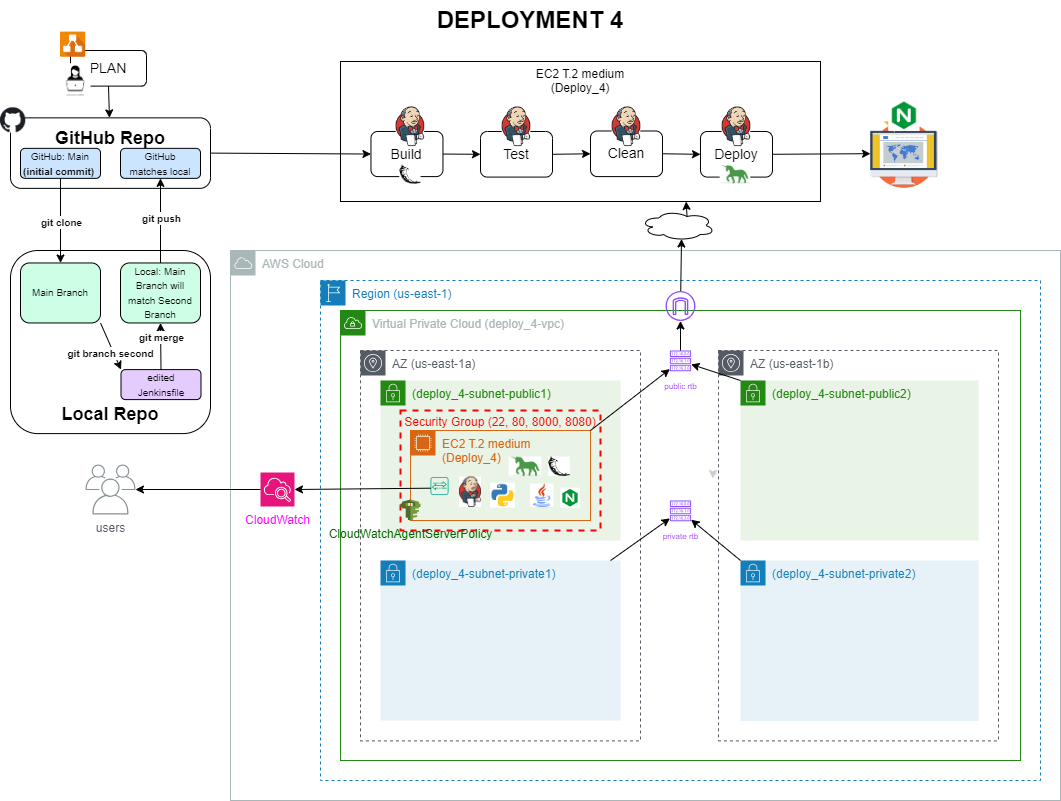 DEPLOYMENT 4
PLAN
GitHub Repo
GitHub: Main
(initial commit)
GitHub
matches local
git clone
git push
Main Branch
Local: Main
Branch will
match Second
Branch
git merge
git branch second
edited
Jenkinsfile
Local Repo
EC2 T.2 medium
(Deploy_4)
Build
Test
Clean
Deploy
AWS Cloud
Region (us-east-1)
Virtual Private Cloud (deploy_4-vpc)
AZ (us-east-1a)
AZ (us-east-1b)
public rtb
(deploy_4-subnet-public1)
(deploy_4-subnet-public2)
Security Group (22, 80, 8000, 8080)
EC2 T.2 medium
(Deploy_4)
CloudWatchAgentServerPolicy
CloudWatch
users
private rtb
(deploy_4-subnet-private1)
(deploy_4-subnet-private2)